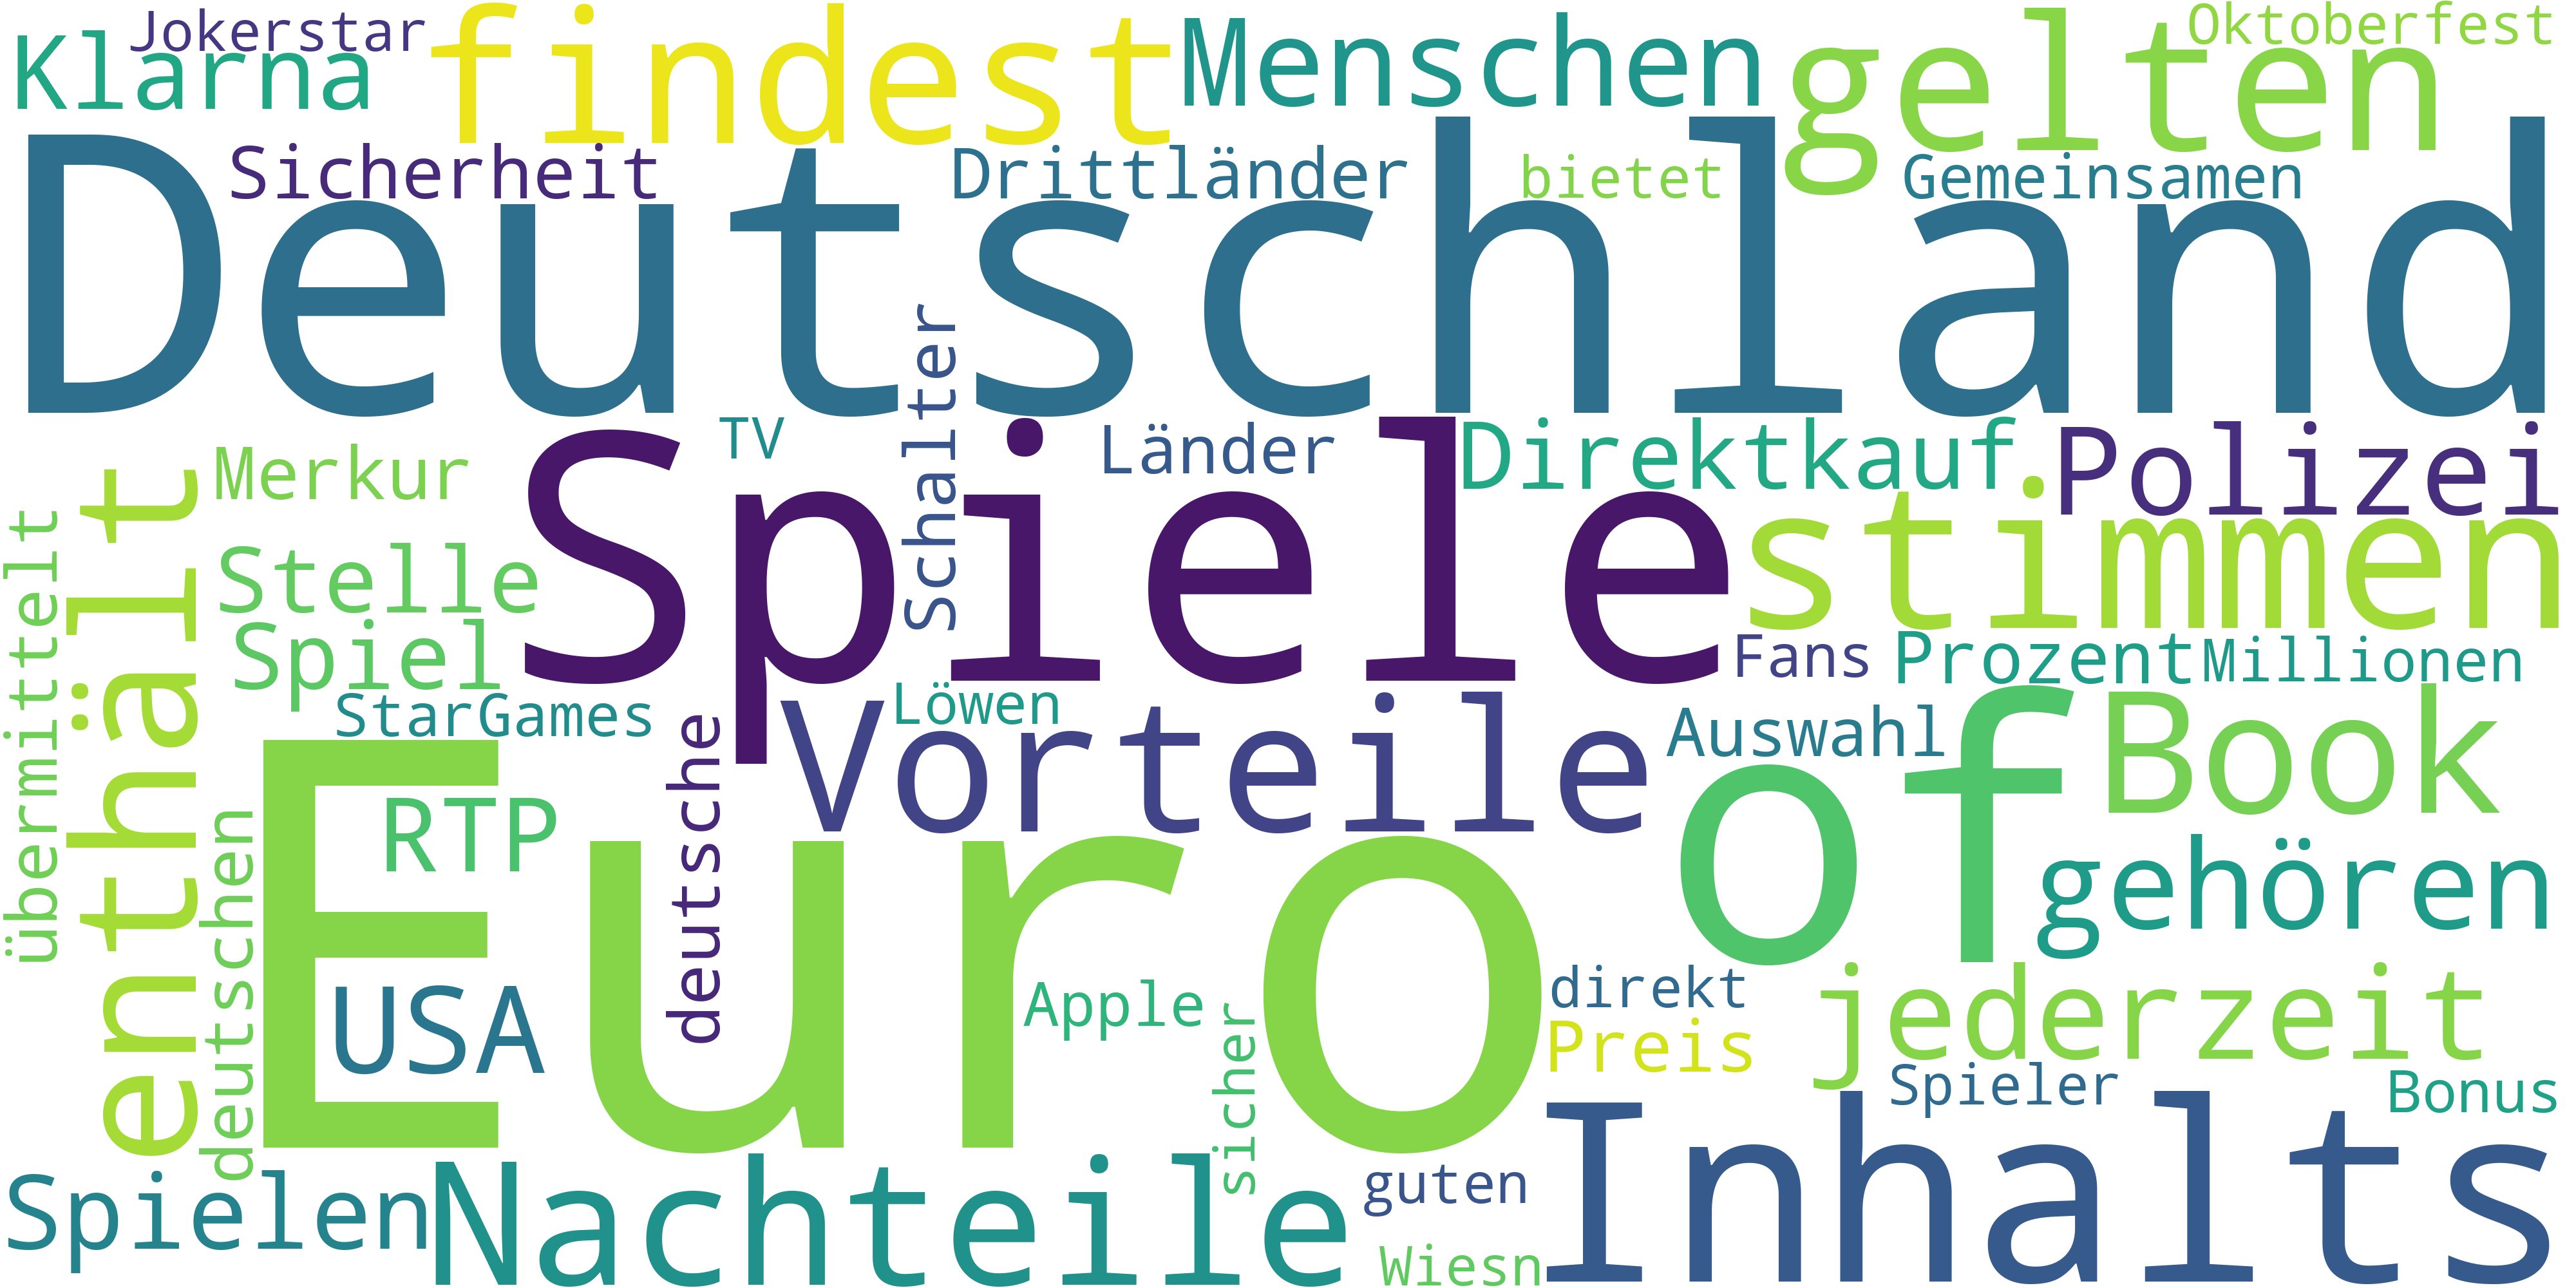 Jokerstar
Klarna
findest
Menschen
gelten
Oktoberfest
Sicherheit
Drittländer
bietet
Gemeinsamen
Deutschland
Schalter
TV
Länder
Direktkauf
Polizei
Merkur
Spiele
stimmen
enthält
übermittelt
Stelle
Spiel
StarGames
Löwen
Fans
Prozent
Millionen
deutsche
Vorteile
Auswahl
of
Book
deutschen
RTP
Euro
gehören
USA
Apple
sicher
direkt
Preis
jederzeit
Spieler
Bonus
Spielen
Nachteile
guten
Wiesn
Inhalts